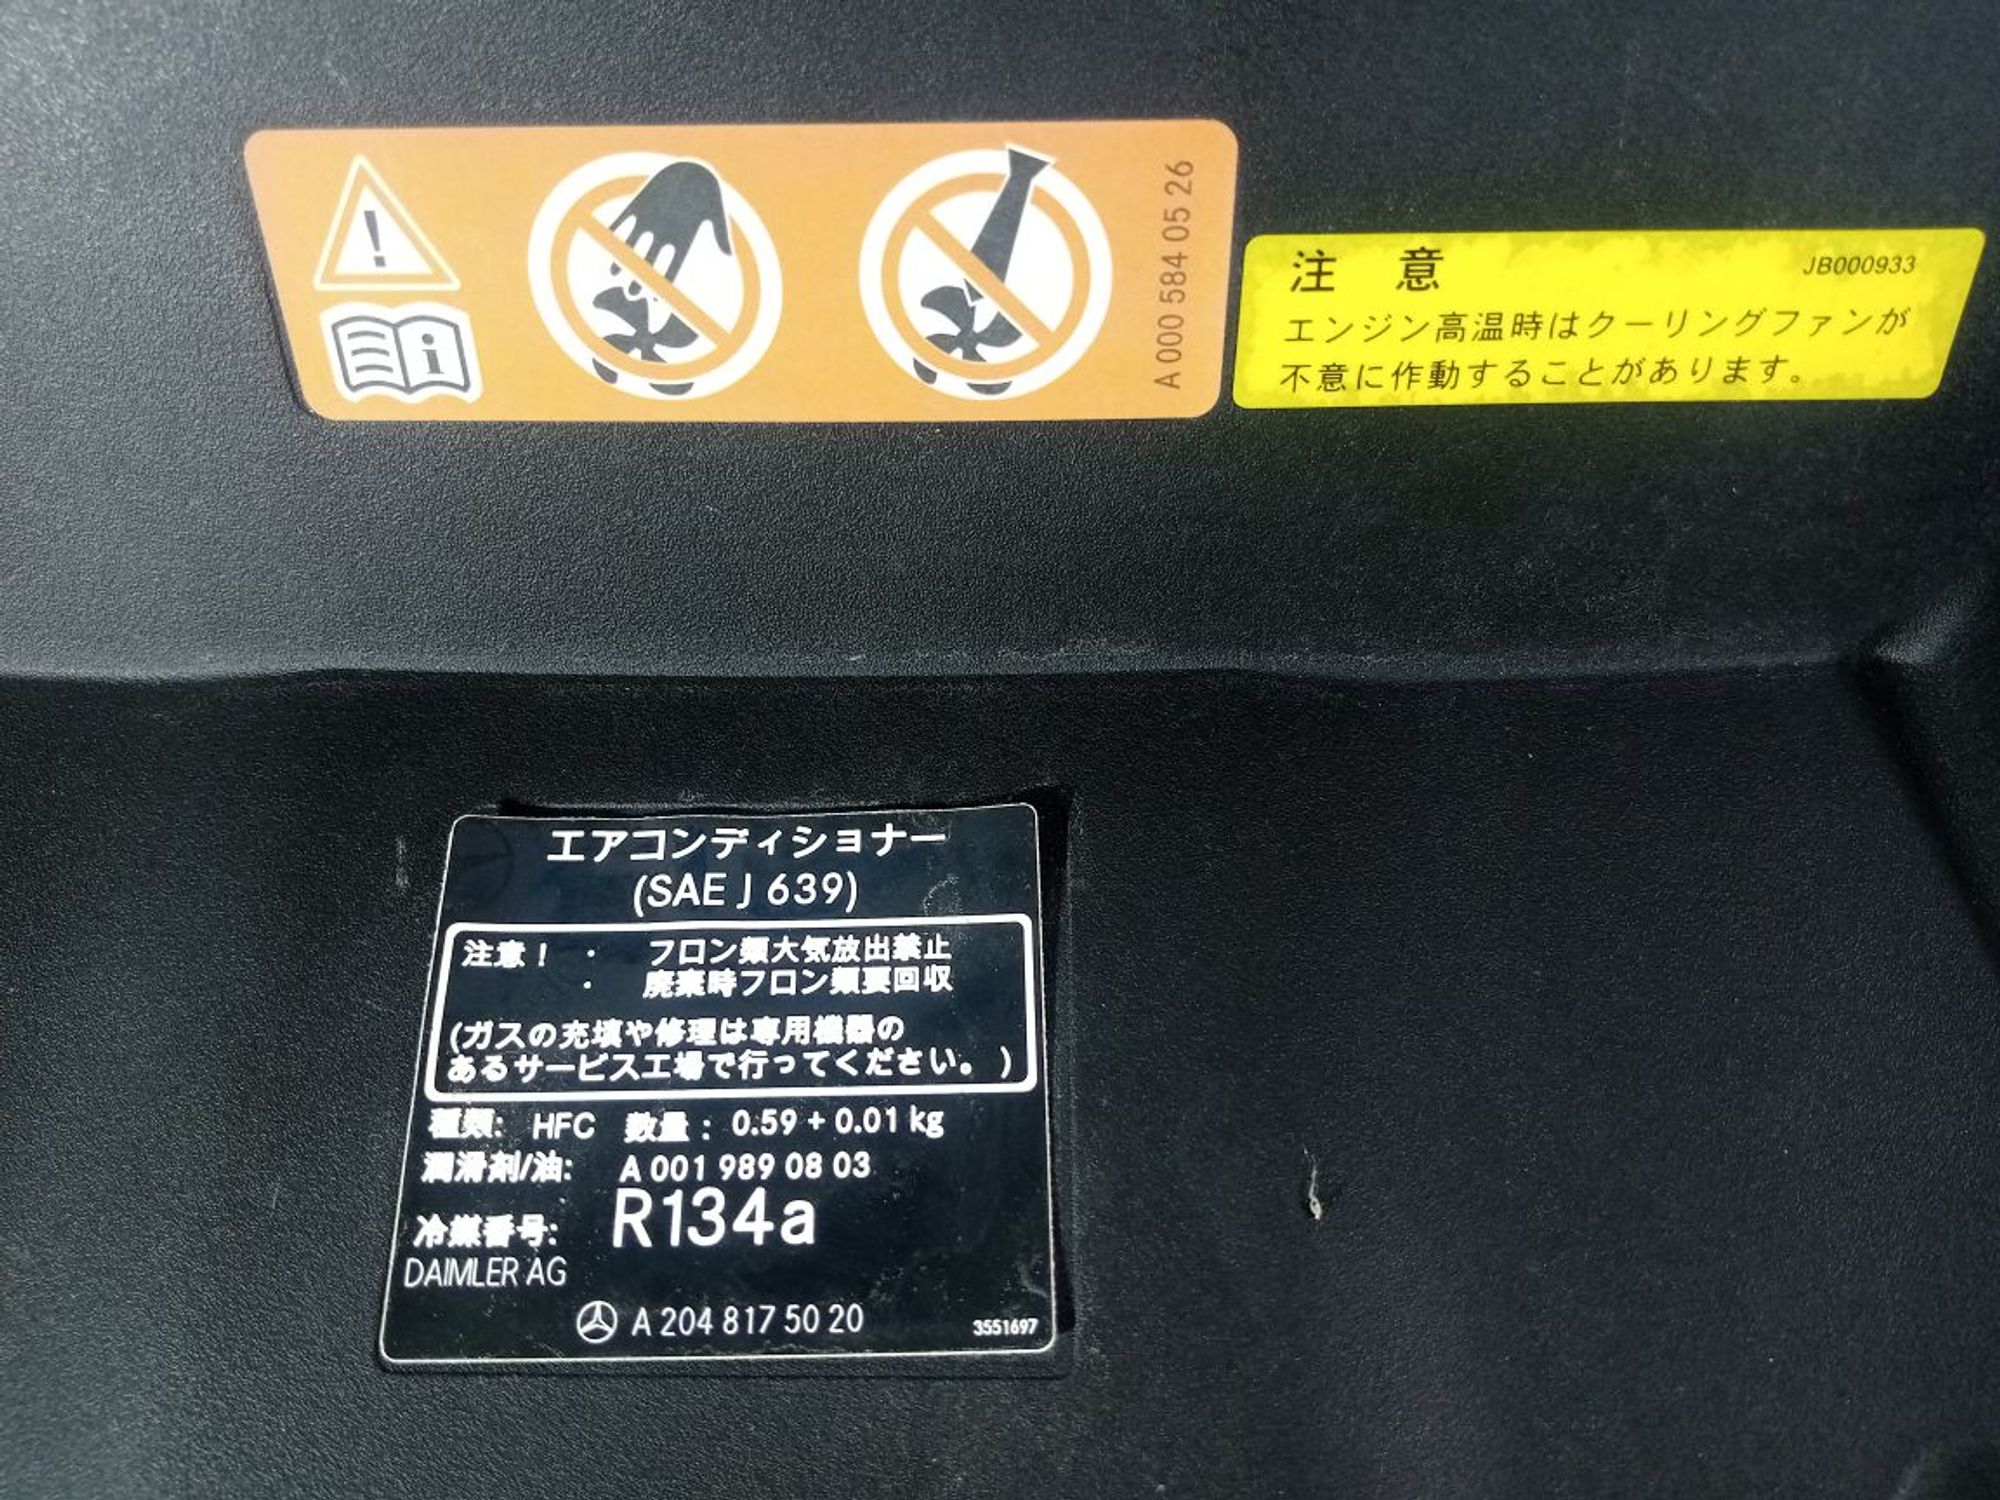 A 000 584 05 26
注 意 JB000933
エンジン高温時はクーリングファンが
不意に作動することがあります。
エアコンディショナー
(SAE J 639)
注意! ・ フロン類大気放出禁止
・ 廃棄時フロン類要回収
(ガスの充填や修理は専用機器の
あるサービス工場で行ってください。)
種類: HFC 数量: 0.59 + 0.01 kg
潤滑剤/油: A 001 989 08 03
冷媒番号: R134a
DAIMLER AG
A 204 817 50 20 3551697